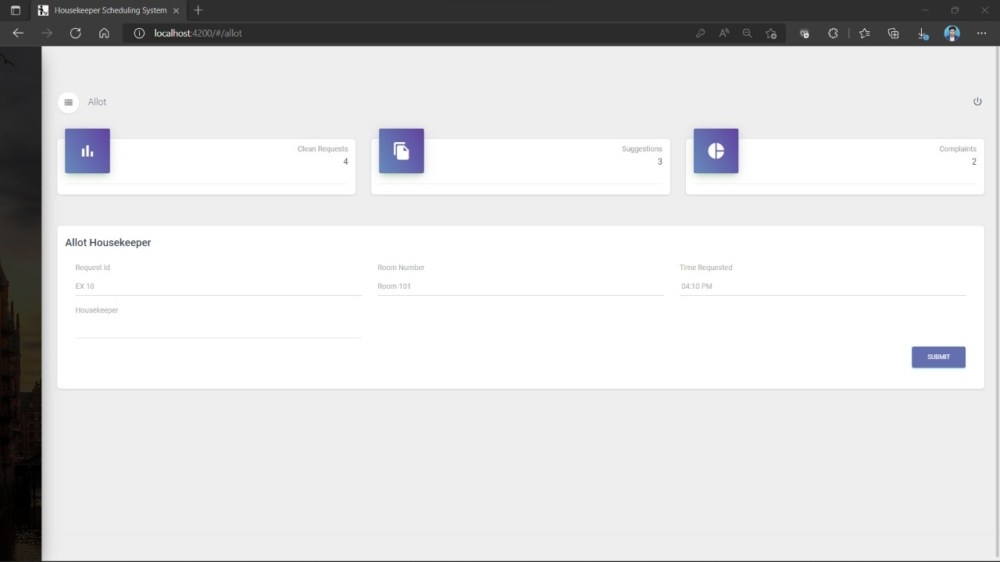 Housekeeper Scheduling System
localhost:4200/#/allot
Allot
Clean Requests
4
Suggestions
3
Complaints
2
Allot Housekeeper
Request Id
Room Number
Time Requested
EX 10
Room-101
04:10 PM
Housekeeper
SUBMIT